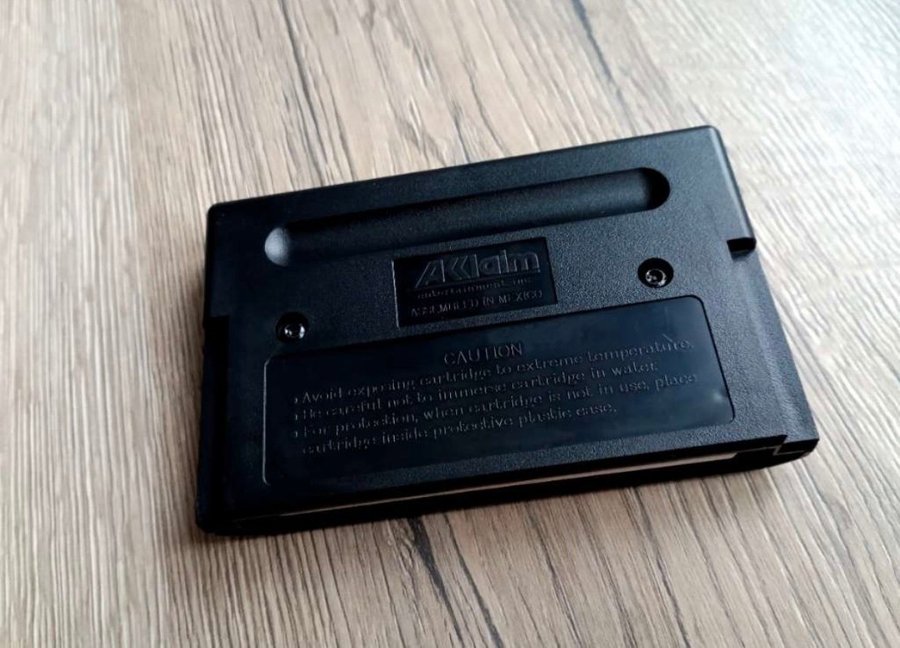 AKklaim
entertainment, inc.
ASSEMBLED IN MEXICO
CAUTION
• Avoid exposing cartridge to extreme temperature.
• Be careful not to immerse cartridge in water.
• For protection, when cartridge is not in use, place
cartridge inside protective plastic case.